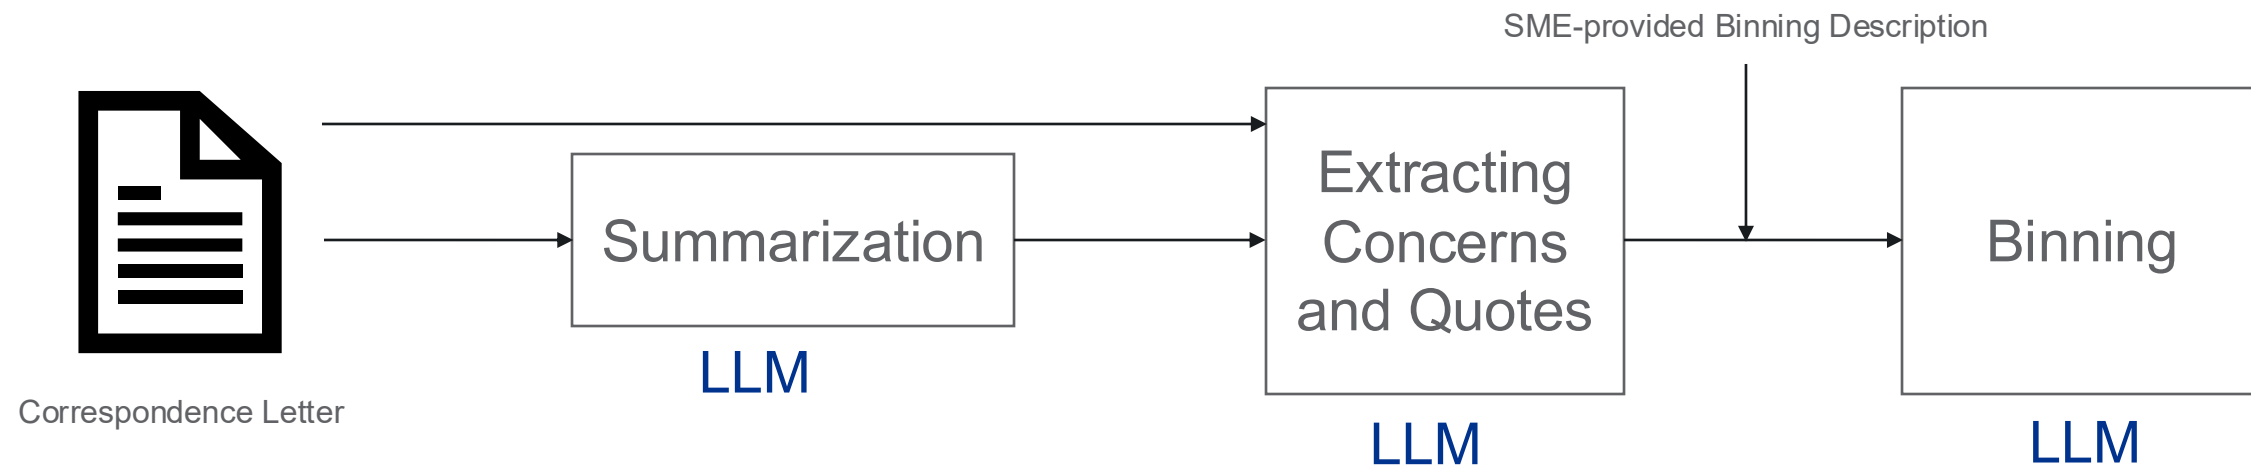 SME-provided Binning Description
Correspondence Letter
Summarization
LLM
Extracting
Concerns
and Quotes
LLM
Binning
LLM